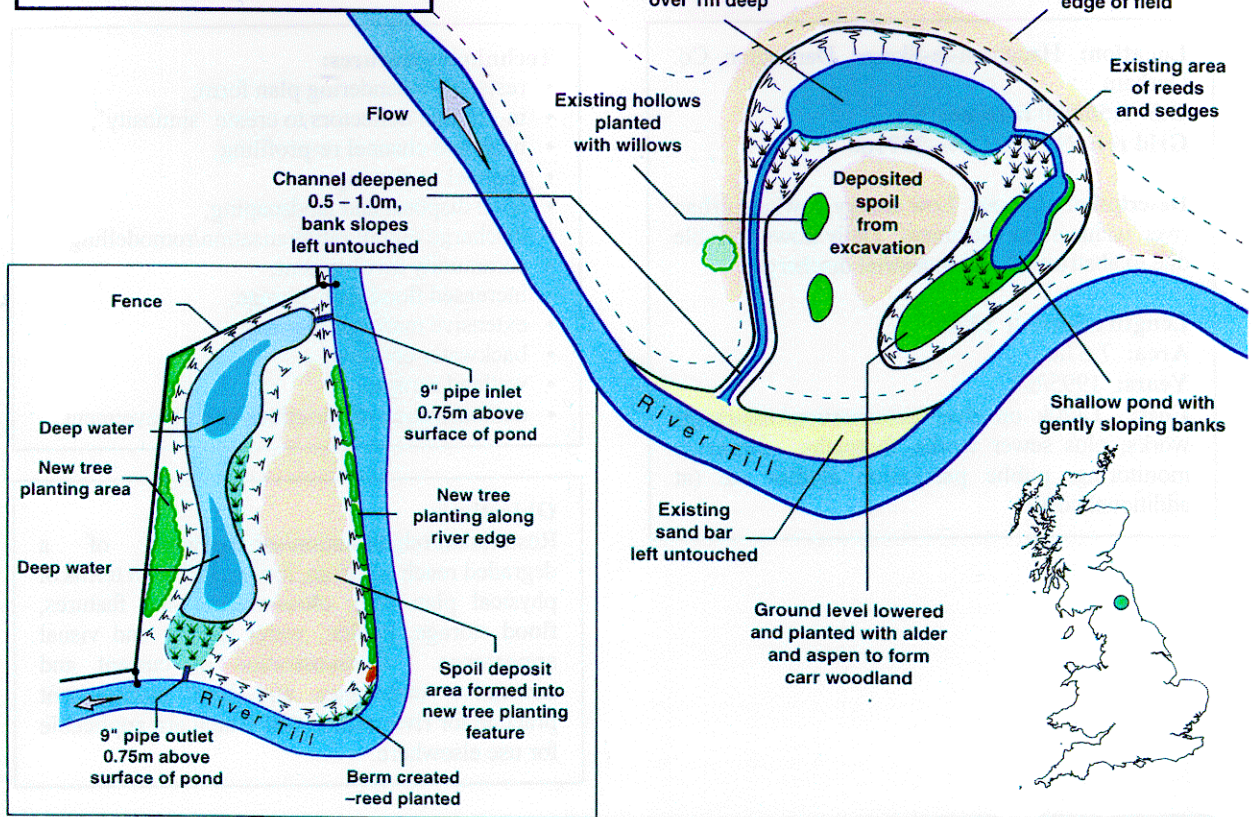 over 1m deep
edge of field
Flow
Existing hollows
planted
with willows
Existing area
of reeds
and sedges
Channel deepened
0.5 – 1.0m,
bank slopes
left untouched
Deposited
spoil
from
excavation
Fence
9" pipe inlet
0.75m above
surface of pond
River Till
Shallow pond with
gently sloping banks
Deep water
New tree
planting area
New tree
planting along
river edge
Existing
sand bar
left untouched
Deep water
Ground level lowered
and planted with alder
and aspen to form
carr woodland
Spoil deposit
area formed into
new tree planting
feature
River Till
9" pipe outlet
0.75m above
surface of pond
Berm created
–reed planted